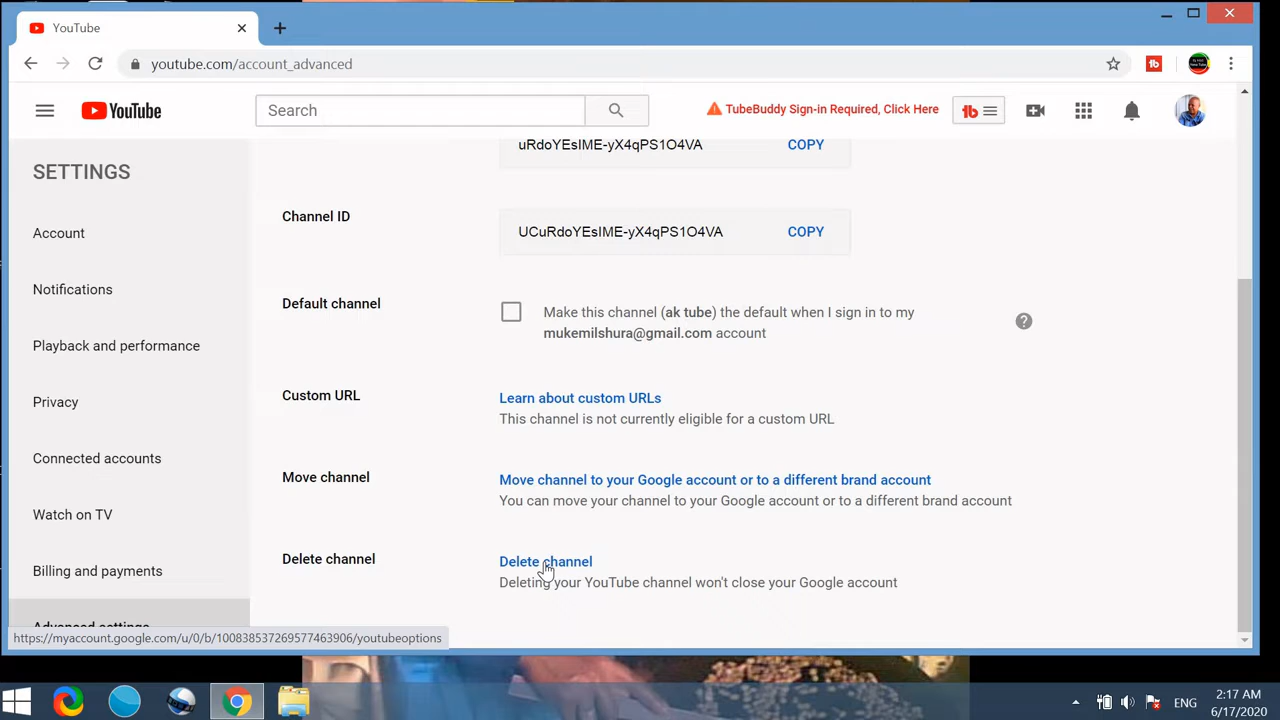 YouTube
youtube.com/account_advanced
YouTube
Search
TubeBuddy Sign-in Required, Click Here
tb
SETTINGS
Account
Notifications
Playback and performance
Privacy
Connected accounts
Watch on TV
Billing and payments
Advanced settings
uRdoYEsIME-yX4qPS1O4VA COPY
Channel ID UCuRdoYEsIME-yX4qPS1O4VA COPY
Default channel Make this channel (ak tube) the default when I sign in to my
mukemilshura@gmail.com account
Custom URL Learn about custom URLs
This channel is not currently eligible for a custom URL
Move channel Move channel to your Google account or to a different brand account
You can move your channel to your Google account or to a different brand account
Delete channel Delete channel
Deleting your YouTube channel won't close your Google account
https://myaccount.google.com/u/0/b/100838537269577463906/youtubeoptions
ENG
2:17 AM
6/17/2020